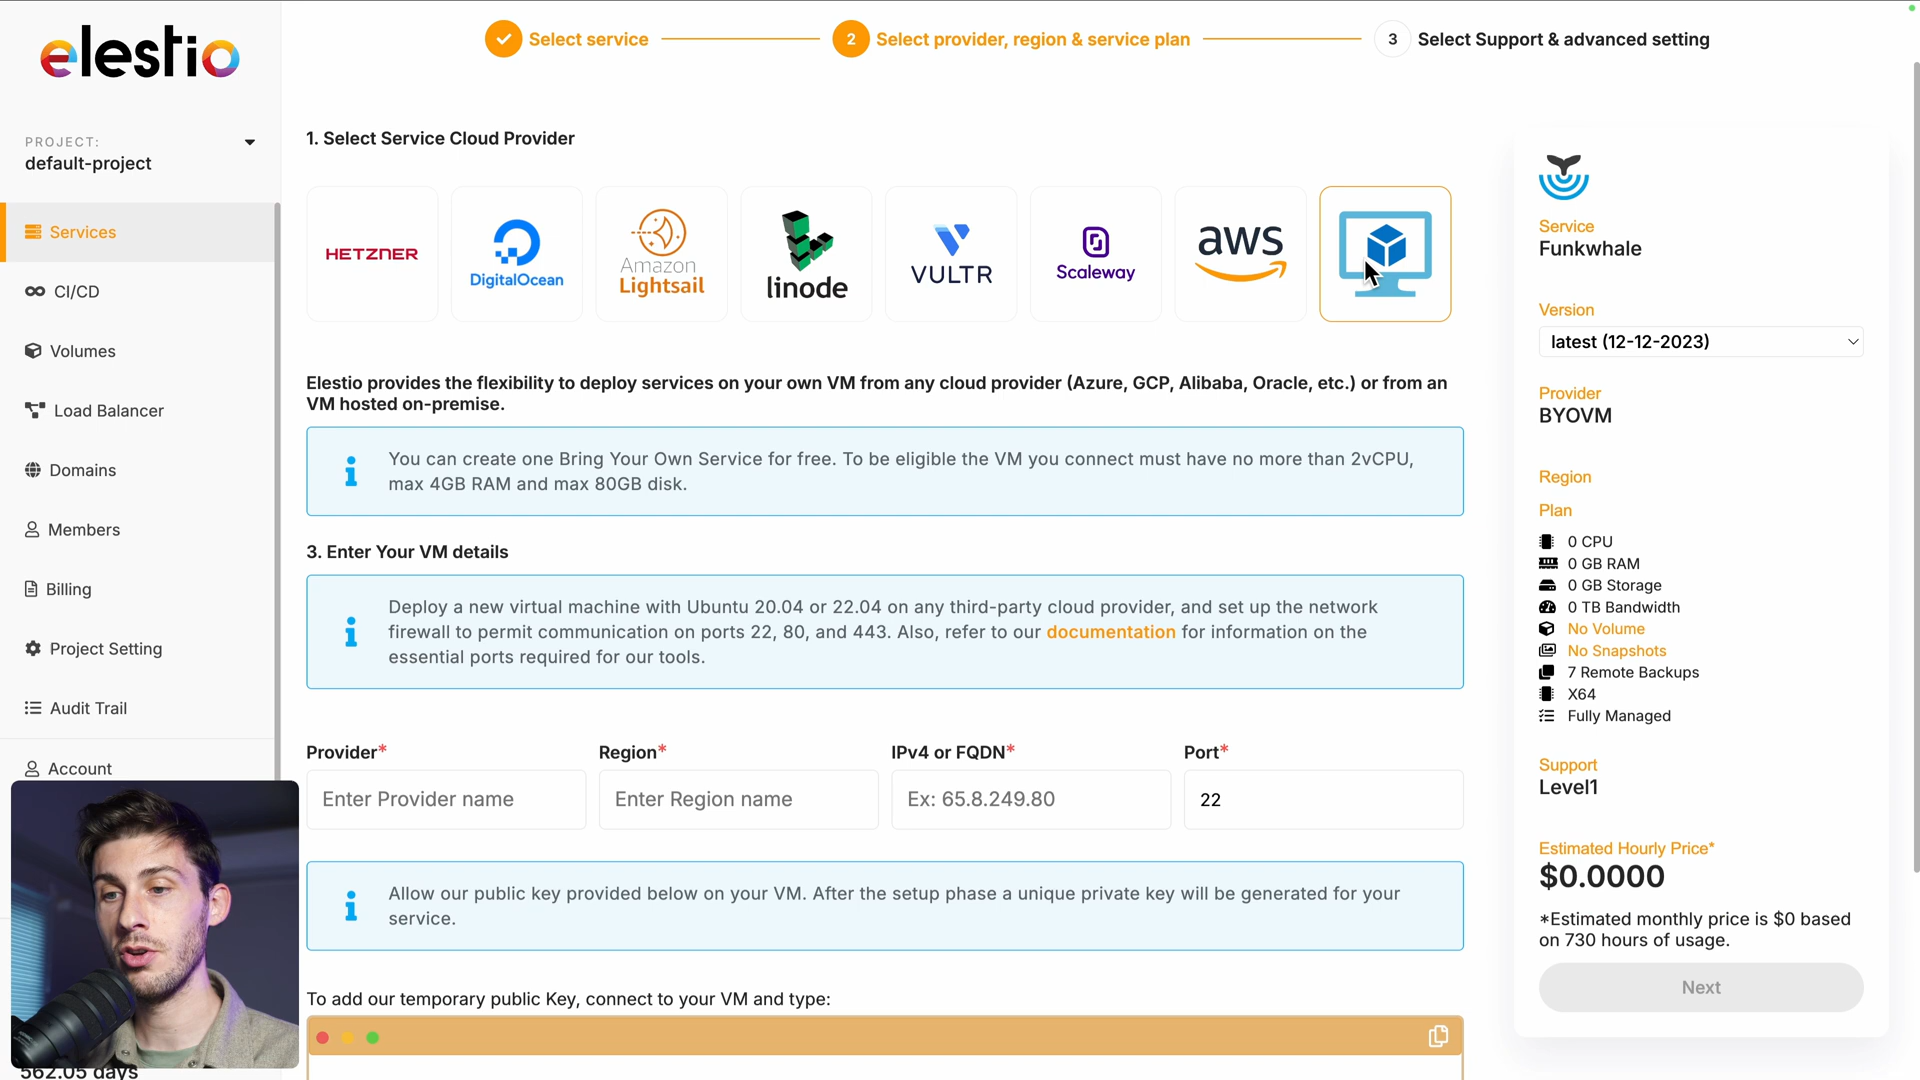 elestio
Select service
2
Select provider, region & service plan
3
Select Support & advanced setting
PROJECT:
default-project
Services
CI/CD
Volumes
Load Balancer
Domains
Members
Billing
Project Setting
Audit Trail
Account
562.05 days
1. Select Service Cloud Provider
HETZNER
DigitalOcean
Amazon
Lightsail
linode
VULTR
Scaleway
aws
Elestio provides the flexibility to deploy services on your own VM from any cloud provider (Azure, GCP, Alibaba, Oracle, etc.) or from an
VM hosted on-premise.
You can create one Bring Your Own Service for free. To be eligible the VM you connect must have no more than 2vCPU,
max 4GB RAM and max 80GB disk.
3. Enter Your VM details
Deploy a new virtual machine with Ubuntu 20.04 or 22.04 on any third-party cloud provider, and set up the network
firewall to permit communication on ports 22, 80, and 443. Also, refer to our documentation for information on the
essential ports required for our tools.
Provider*
Region*
IPv4 or FQDN*
Port*
Enter Provider name
Enter Region name
Ex: 65.8.249.80
22
Allow our public key provided below on your VM. After the setup phase a unique private key will be generated for your
service.
To add our temporary public Key, connect to your VM and type:
Service
Funkwhale
Version
latest (12-12-2023)
Provider
BYOVM
Region
Plan
0 CPU
0 GB RAM
0 GB Storage
0 TB Bandwidth
No Volume
No Snapshots
7 Remote Backups
X64
Fully Managed
Support
Level1
Estimated Hourly Price*
$0.0000
*Estimated monthly price is $0 based
on 730 hours of usage.
Next